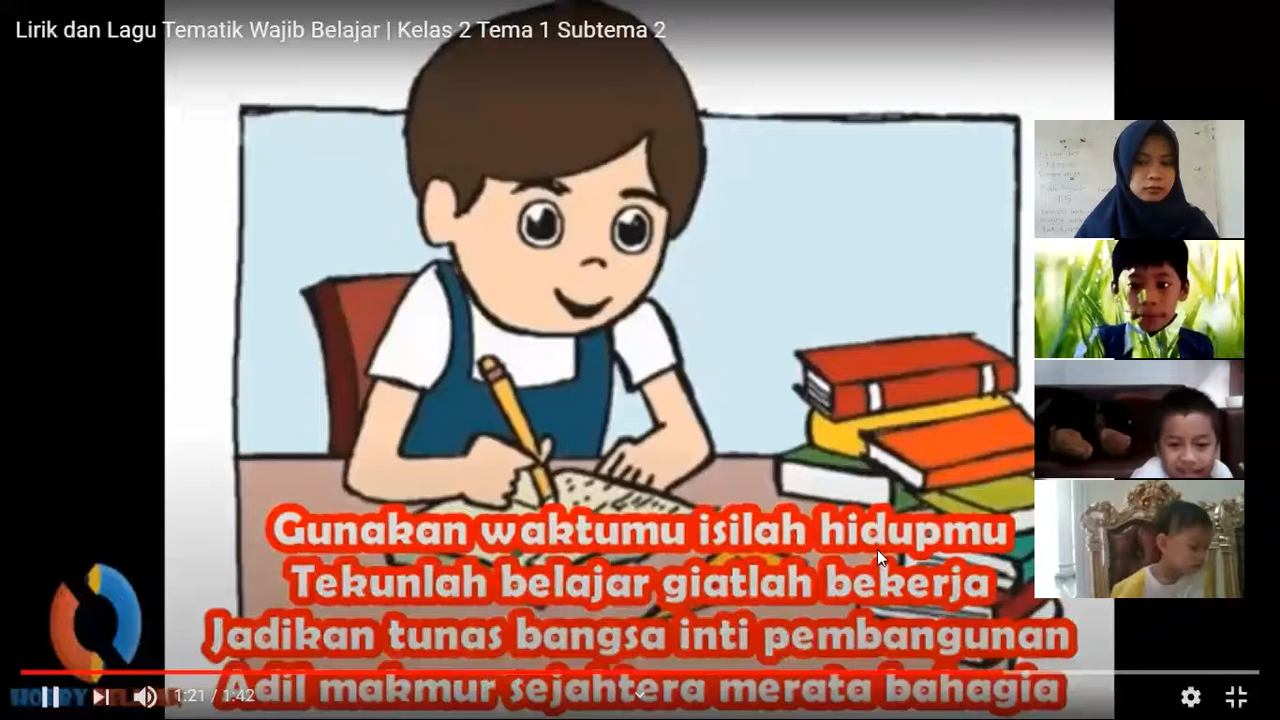 Lirik dan Lagu Tematik Wajib Belajar | Kelas 2 Tema 1 Subtema 2
Gunakan waktumu isilah hidupmu
Tekunlah belajar giatlah bekerja
Jadikan tunas bangsa inti pembangunan
Adil makmur sejahtera merata bahagia
1:21 / 1:42